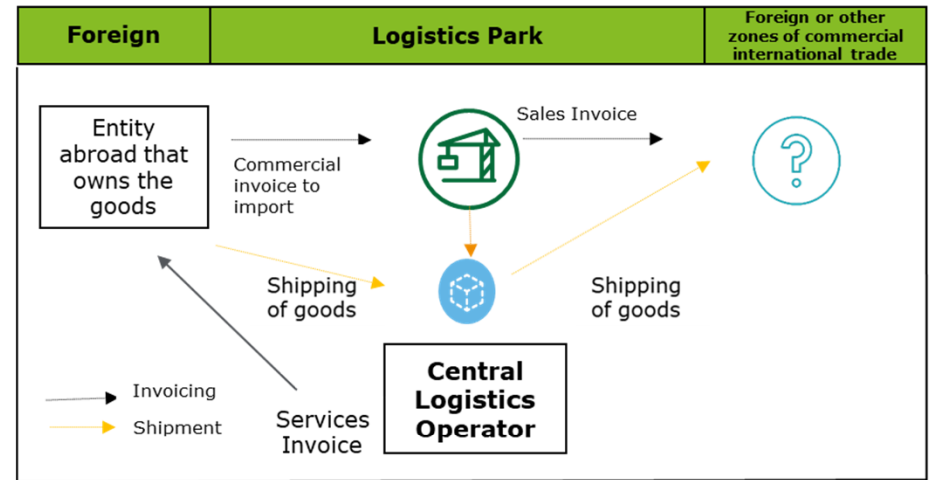 Foreign
Logistics Park
Foreign or other
zones of commercial
international trade
Entity
abroad that
owns the
goods
Commercial
invoice to
import
Sales Invoice
Shipping
of goods
Shipping
of goods
Central
Logistics
Operator
Services
Invoice
Invoicing
Shipment